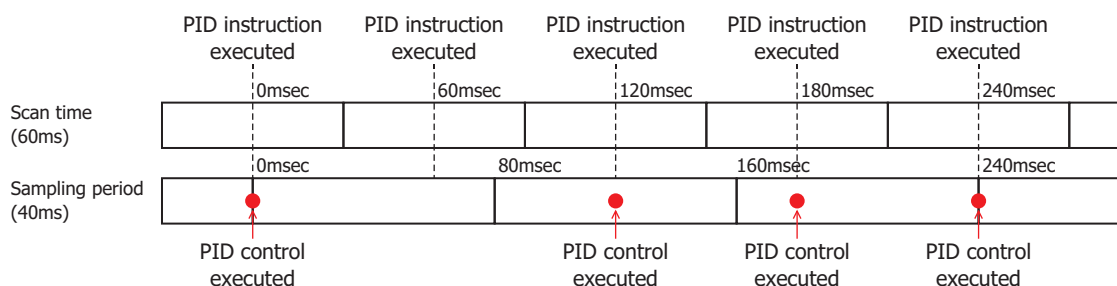 PID instruction executed
PID instruction executed
PID instruction executed
PID instruction executed
PID instruction executed
Scan time
(60ms)
0msec
60msec
120msec
180msec
240msec
Sampling period
(40ms)
0msec
80msec
160msec
240msec
PID control executed
PID control executed
PID control executed
PID control executed